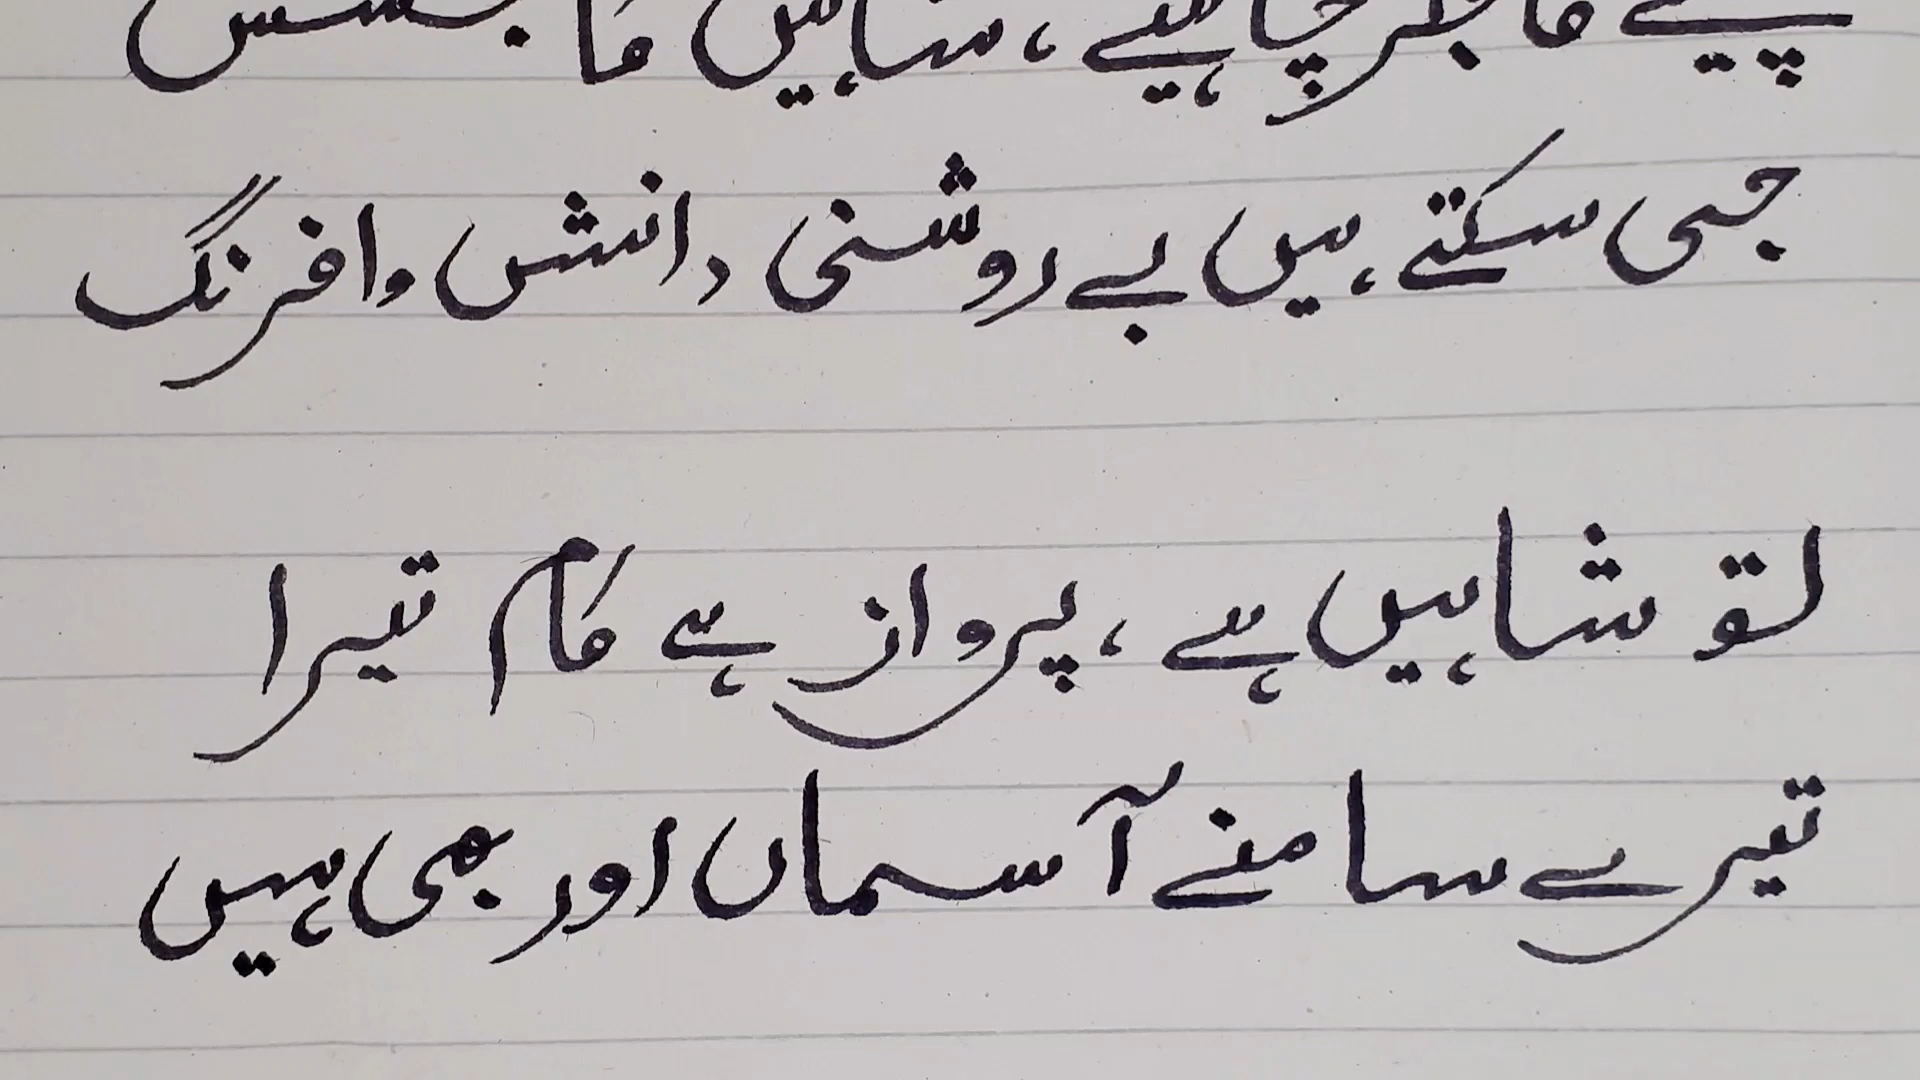 چیتے کا جگر چاہیے، شاہیں کا تجسس
جی سکتے ہیں بے روشنی دانش و افرنگ
تو شاہیں ہے، پرواز ہے کام تیرا
تیرے سامنے آسماں اور بھی ہیں